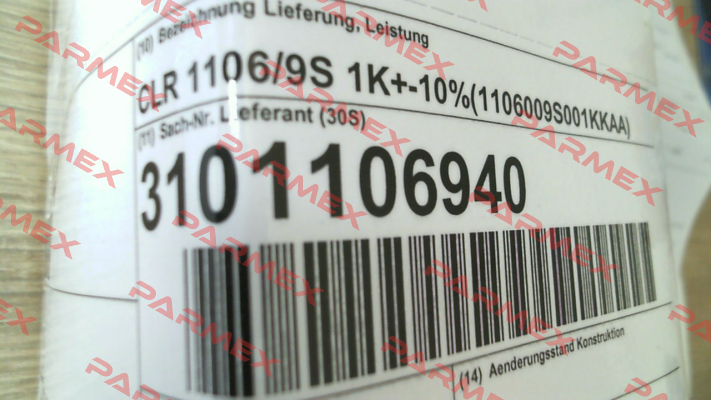 (10) Bezeichnung Lieferung, Leistung
CLR 1106/9S 1K+-10%(1106009S001KKAA)
(11) Sach-Nr. Lieferant (30S)
3101106940
(14) Aenderungsstand Konstruktion
PARMEX